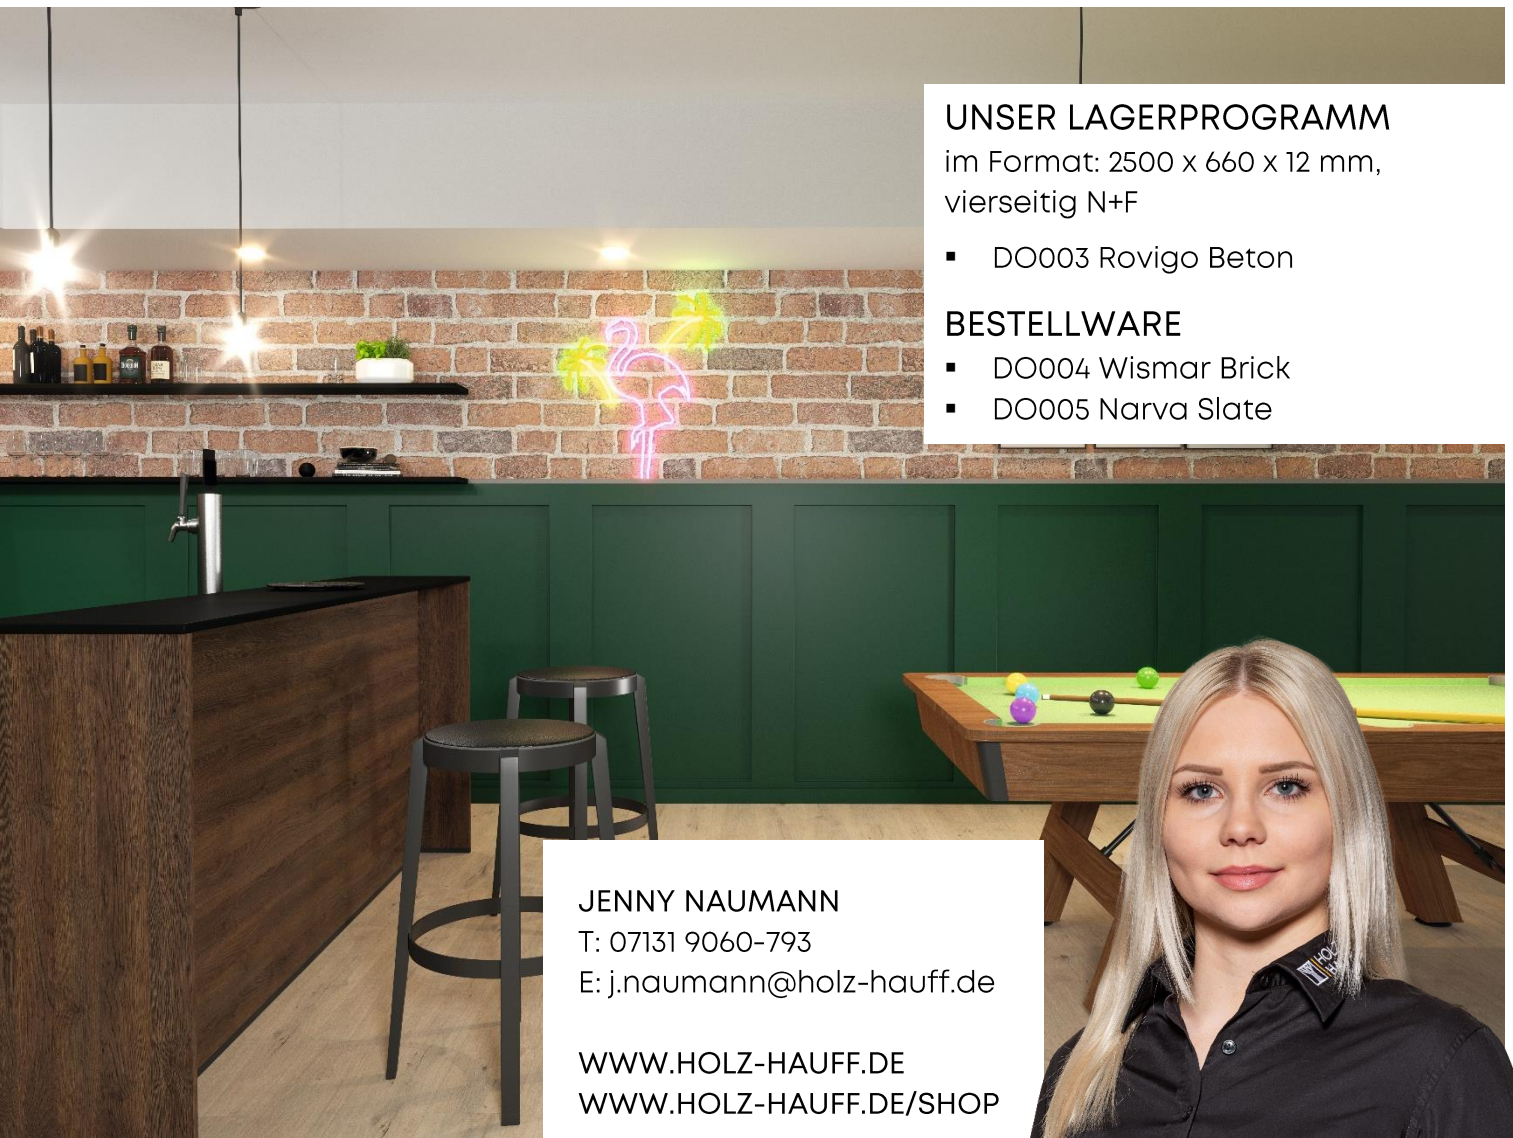 UNSER LAGERPROGRAMM
im Format: 2500 x 660 x 12 mm,
vierseitig N+F
▪ DO003 Rovigo Beton
BESTELLWARE
▪ DO004 Wismar Brick
▪ DO005 Narva Slate
JENNY NAUMANN
T: 07131 9060-793
E: j.naumann@holz-hauff.de
WWW.HOLZ-HAUFF.DE
WWW.HOLZ-HAUFF.DE/SHOP